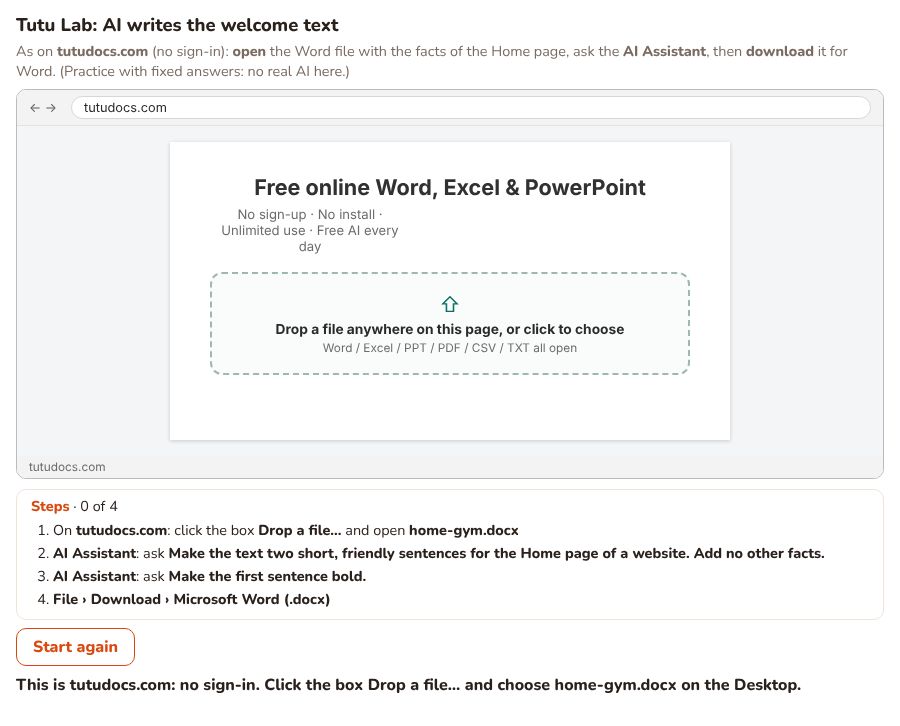 Tutu Lab: AI writes the welcome text
As on tutudocs.com (no sign-in): open the Word file with the facts of the Home page, ask the AI Assistant, then download it for
Word. (Practice with fixed answers: no real AI here.)
← → tutudocs.com
Free online Word, Excel & PowerPoint
No sign-up · No install ·
Unlimited use · Free AI every
day
Drop a file anywhere on this page, or click to choose
Word / Excel / PPT / PDF / CSV / TXT all open
tutudocs.com
Steps · 0 of 4
1. On tutudocs.com: click the box Drop a file... and open home-gym.docx
2. AI Assistant: ask Make the text two short, friendly sentences for the Home page of a website. Add no other facts.
3. AI Assistant: ask Make the first sentence bold.
4. File › Download › Microsoft Word (.docx)
Start again
This is tutudocs.com: no sign-in. Click the box Drop a file... and choose home-gym.docx on the Desktop.